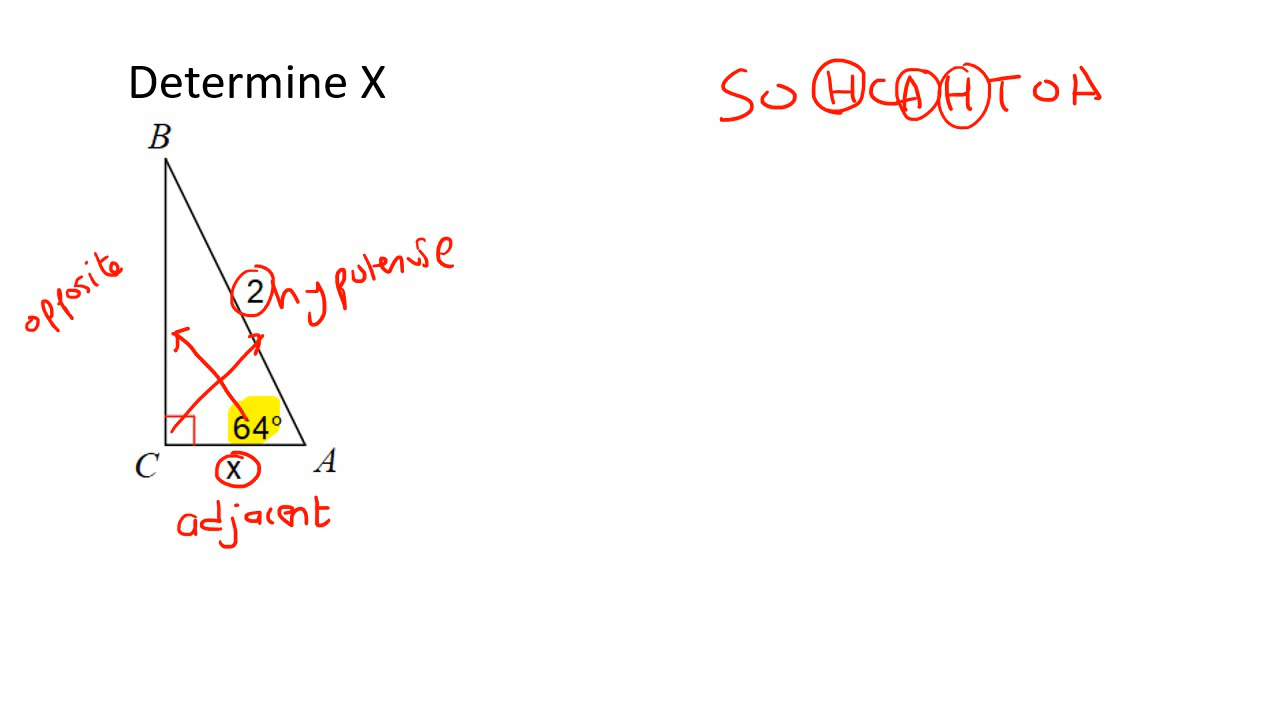 Determine X
SOHCAHTOA
B
opposite
2 hypotenuse
64°
C x A
adjacent